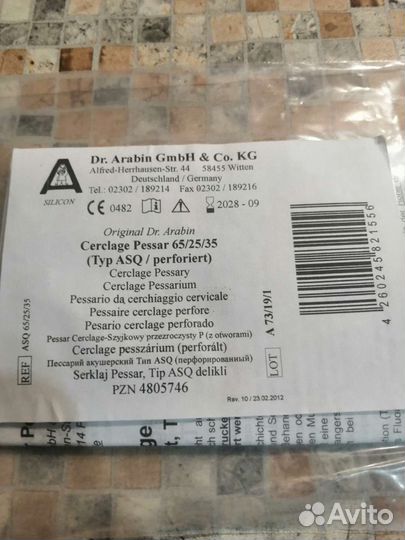 Dr. Arabin GmbH & Co. KG
Alfred-Herrhausen-Str. 44 58455 Witten
Deutschland / Germany
Tel.: 02302 / 189214 Fax 02302 / 189216
A
SILICON
CE 0482 2028 - 09
Original Dr. Arabin
Cerclage Pessar 65/25/35
(Typ ASQ / perforiert)
Cerclage Pessary
Cerclage Pessarium
Pessario da cerchiaggio cervicale
Pessaire cerclage perfore
Pesario cerclage perforado
Pessar Cerclage-Szyjkowy przezroczysty P (z otworami)
Cerclage pesszárium (perforált)
Пессарий акушерский Тип ASQ (перфорированный)
Serklaj Pessar, Tip ASQ delikli
PZN 4805746
REF ASQ 65/25/35
LOT A 73/19/1
4 260245 821556
Rev. 10 / 23.02.2012
Avito